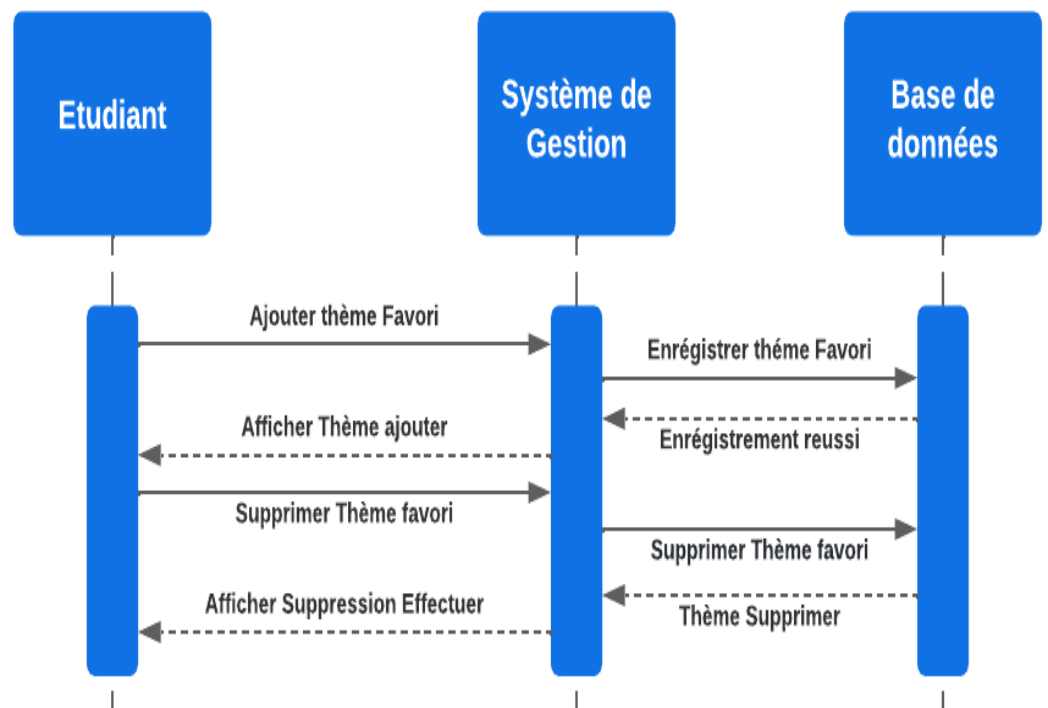 Etudiant
Système de
Gestion
Base de
données
Ajouter thème Favori
Enrégistrer théme Favori
Enrégistrement reussi
Afficher Thème ajouter
Supprimer Thème favori
Supprimer Thème favori
Thème Supprimer
Afficher Suppression Effectuer